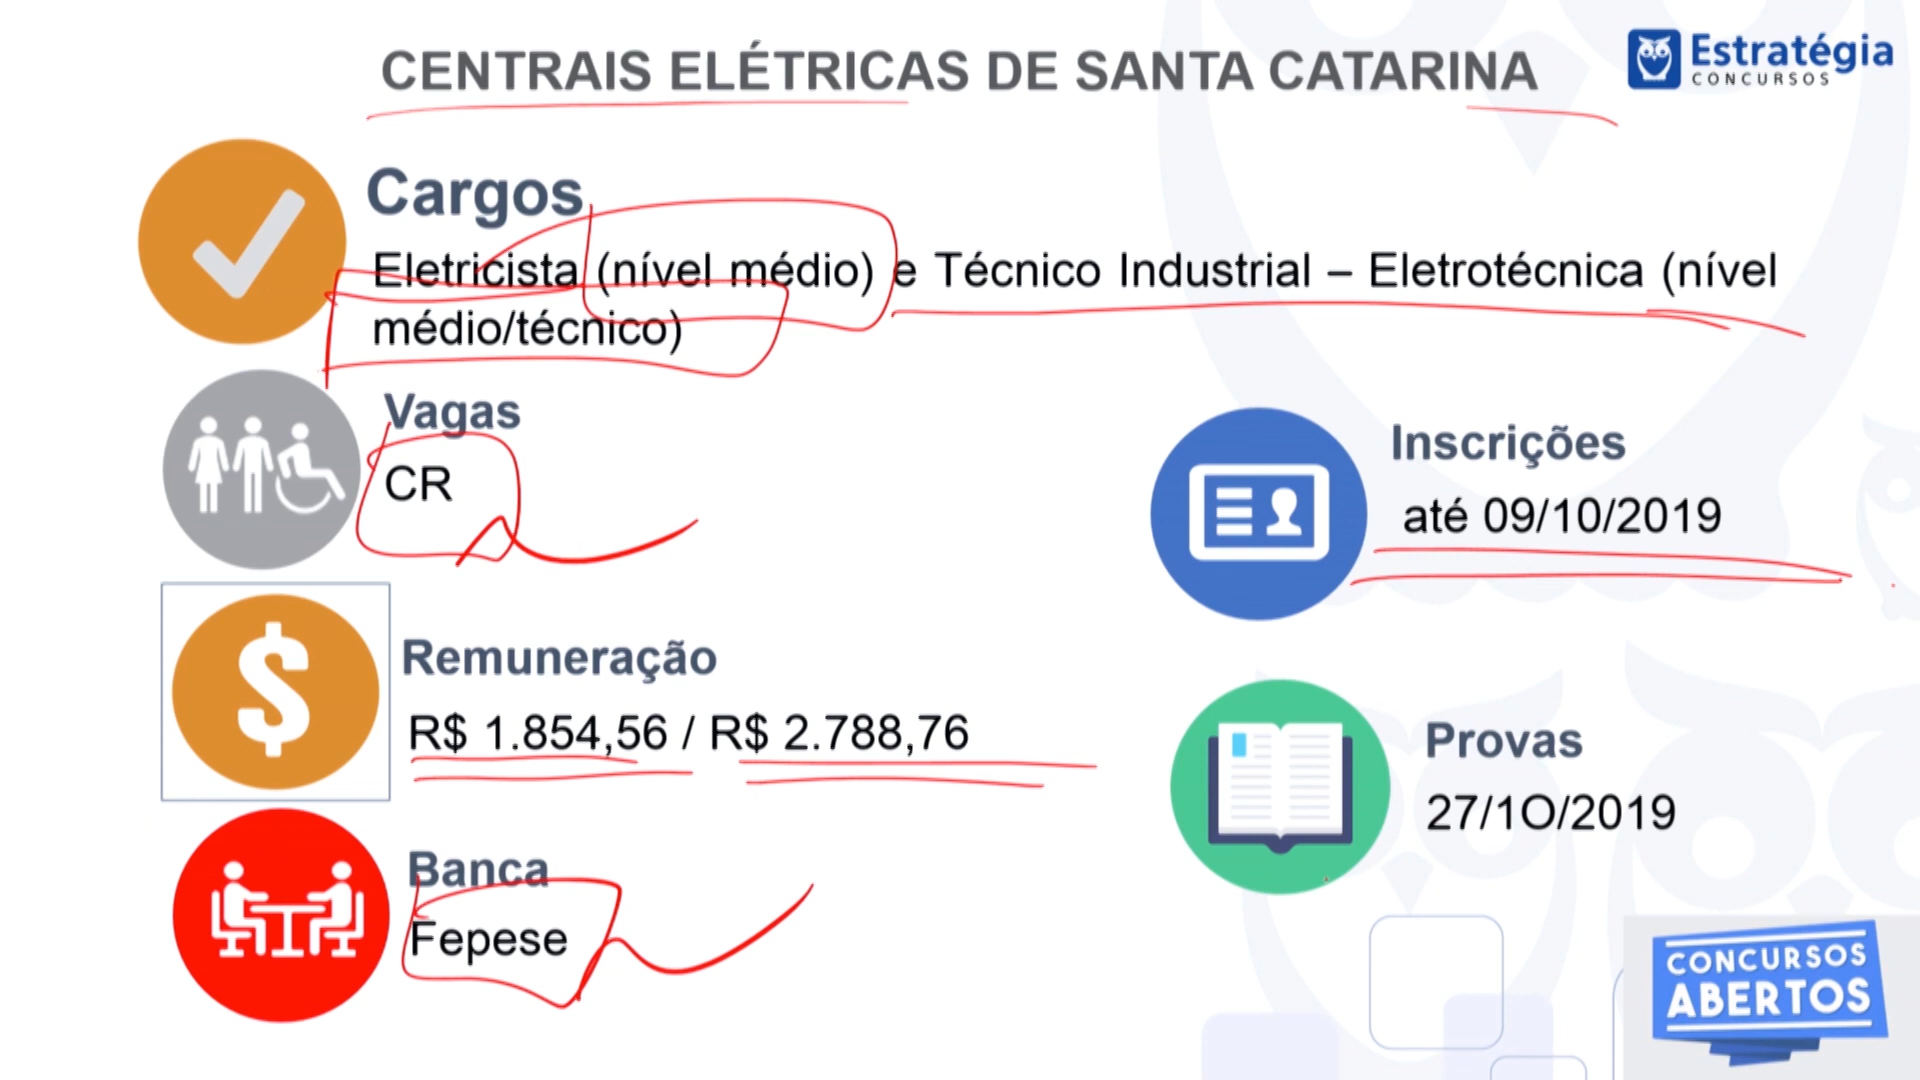 CENTRAIS ELÉTRICAS DE SANTA CATARINA
Estratégia
CONCURSOS
Cargos
Eletricista (nível médio) e Técnico Industrial – Eletrotécnica (nível
médio/técnico)
Vagas
CR
Inscrições
até 09/10/2019
Remuneração
R$ 1.854,56 / R$ 2.788,76
Provas
27/1O/2019
Banca
Fepese
CONCURSOS
ABERTOS